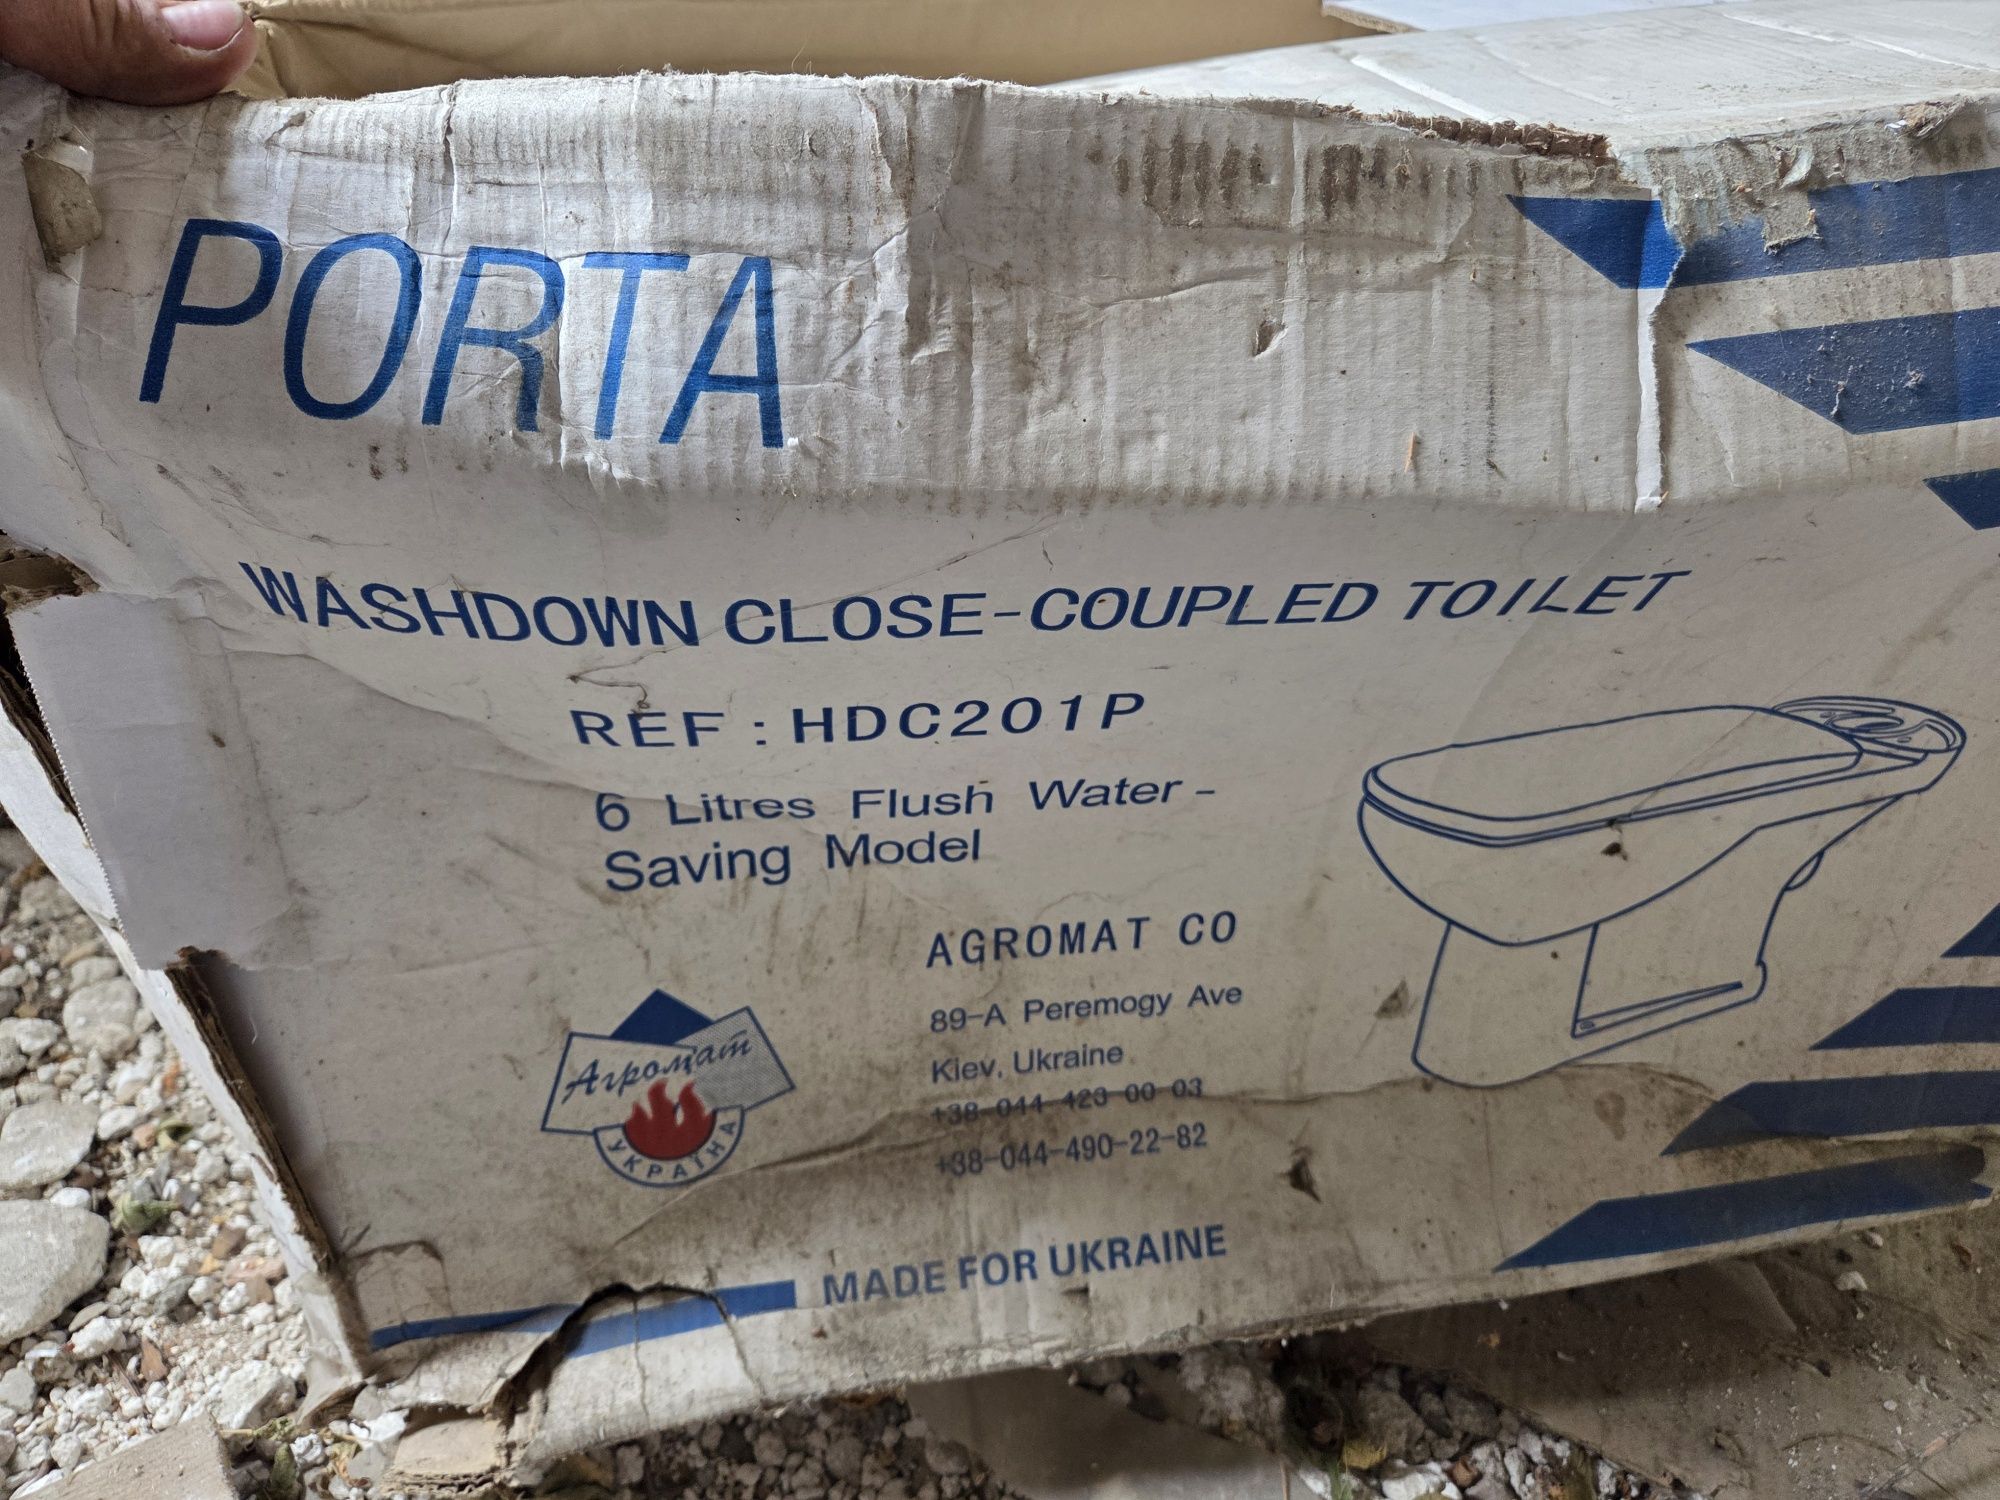 PORTA
WASHDOWN CLOSE-COUPLED TOILET
REF : HDC201P
6 Litres Flush Water-
Saving Model
AGROMAT CO
89-A Peremogy Ave
Kiev, Ukraine
+38-044-423-00-03
+38-044-490-22-82
Агромат
УКРАЇНА
MADE FOR UKRAINE